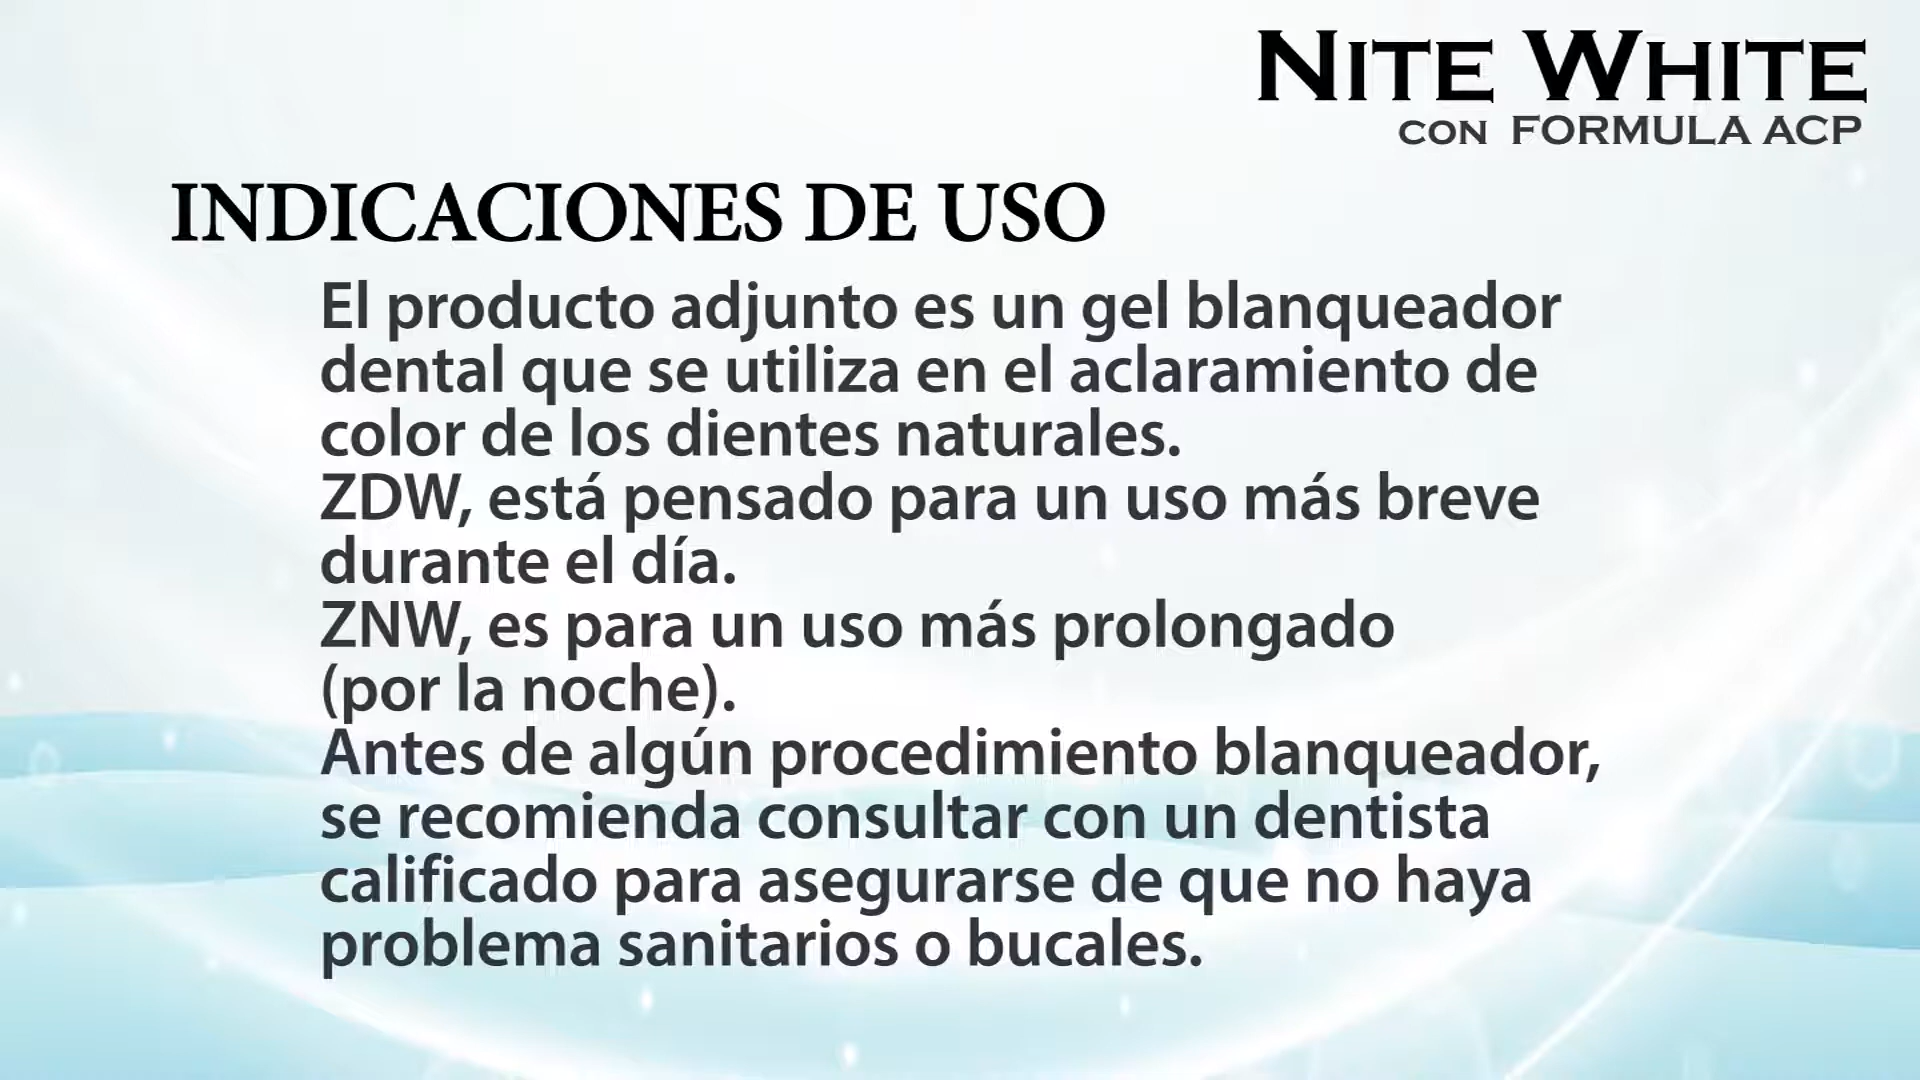 NITE WHITE
CON FORMULA ACP
INDICACIONES DE USO
El producto adjunto es un gel blanqueador
dental que se utiliza en el aclaramiento de
color de los dientes naturales.
ZDW, está pensado para un uso más breve
durante el día.
ZNW, es para un uso más prolongado
(por la noche).
Antes de algún procedimiento blanqueador,
se recomienda consultar con un dentista
calificado para asegurarse de que no haya
problema sanitarios o bucales.